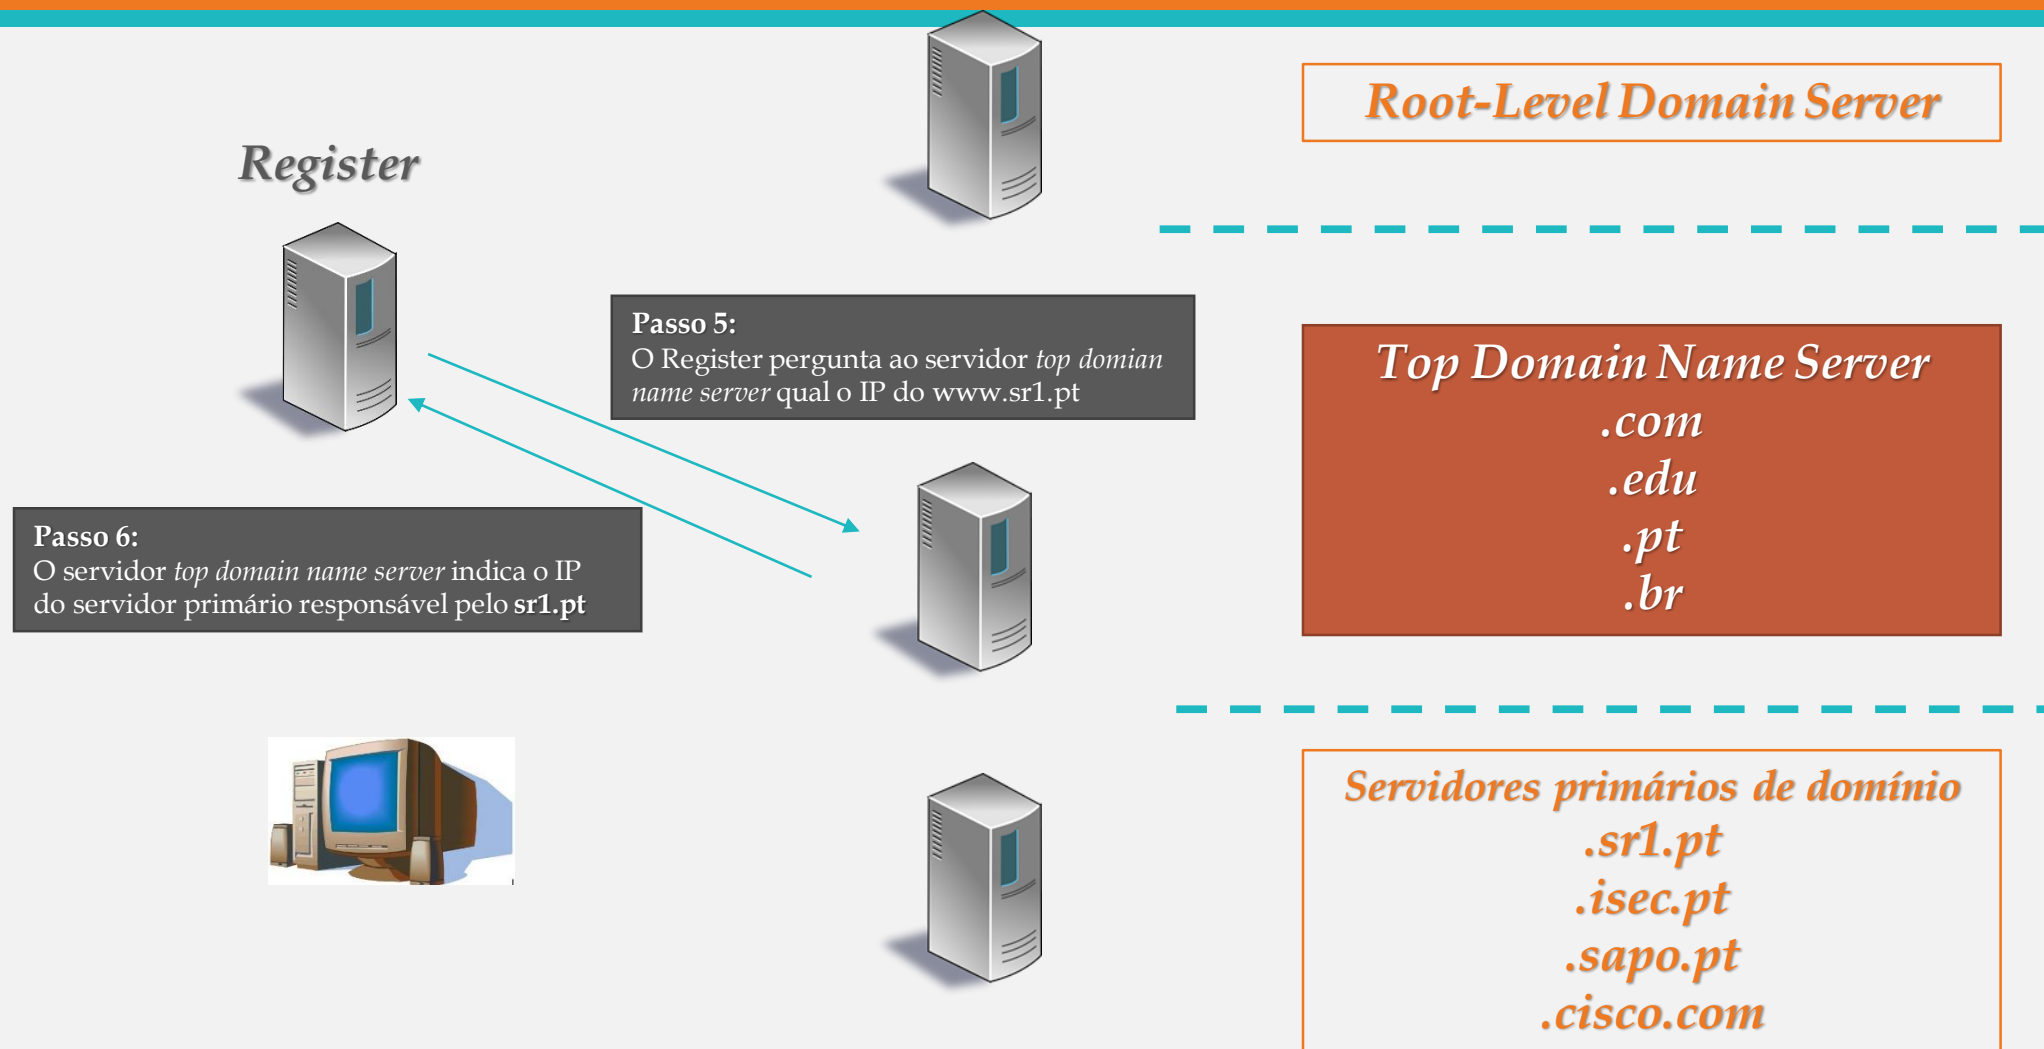 Root-Level Domain Server
Register
Passo 5:
O Register pergunta ao servidor top domian
name server qual o IP do www.sr1.pt
Top Domain Name Server
.com
.edu
.pt
.br
Passo 6:
O servidor top domain name server indica o IP
do servidor primário responsável pelo sr1.pt
Servidores primários de domínio
.sr1.pt
.isec.pt
.sapo.pt
.cisco.com